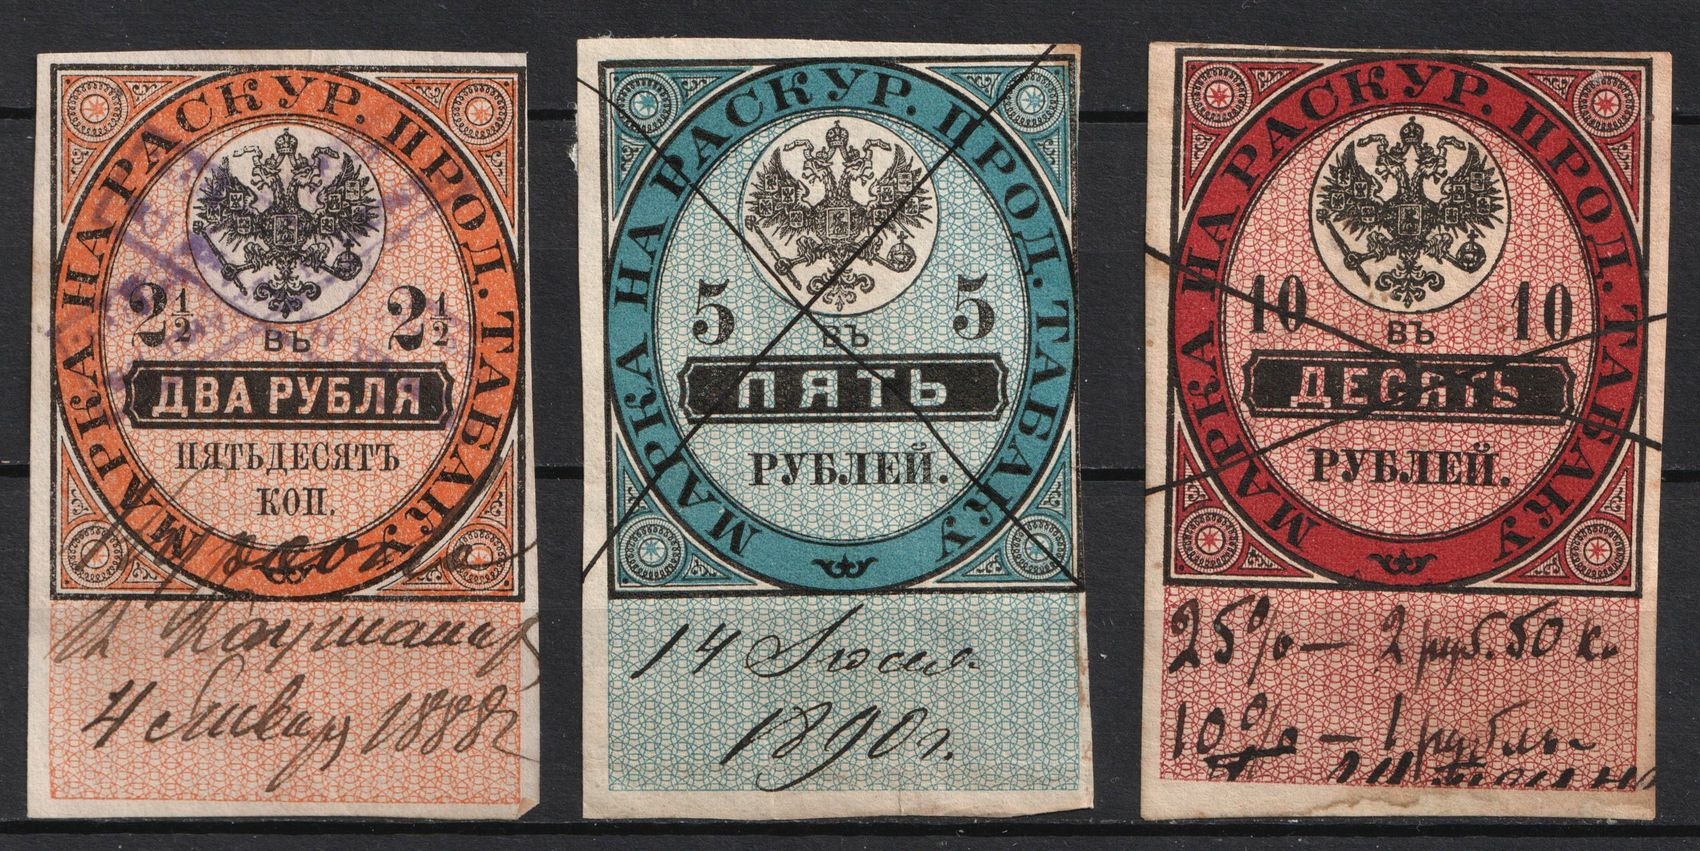 МАРКА НА РАСКУР. ПРОД. ТАБАКУ
2½ 2½
ВЪ
ДВА РУБЛЯ
ПЯТЬДЕСЯТЪ
КОП.
4 Января 1888
МАРКА НА РАСКУР. ПРОД. ТАБАКУ
5 5
ВЪ
ПЯТЬ
РУБЛЕЙ.
14 Іюля
1890 г.
МАРКА НА РАСКУР. ПРОД. ТАБАКУ
10 10
ВЪ
ДЕСЯТЬ
РУБЛЕЙ.
25% — 2 руб. 50 к.
10% — 1 рубль